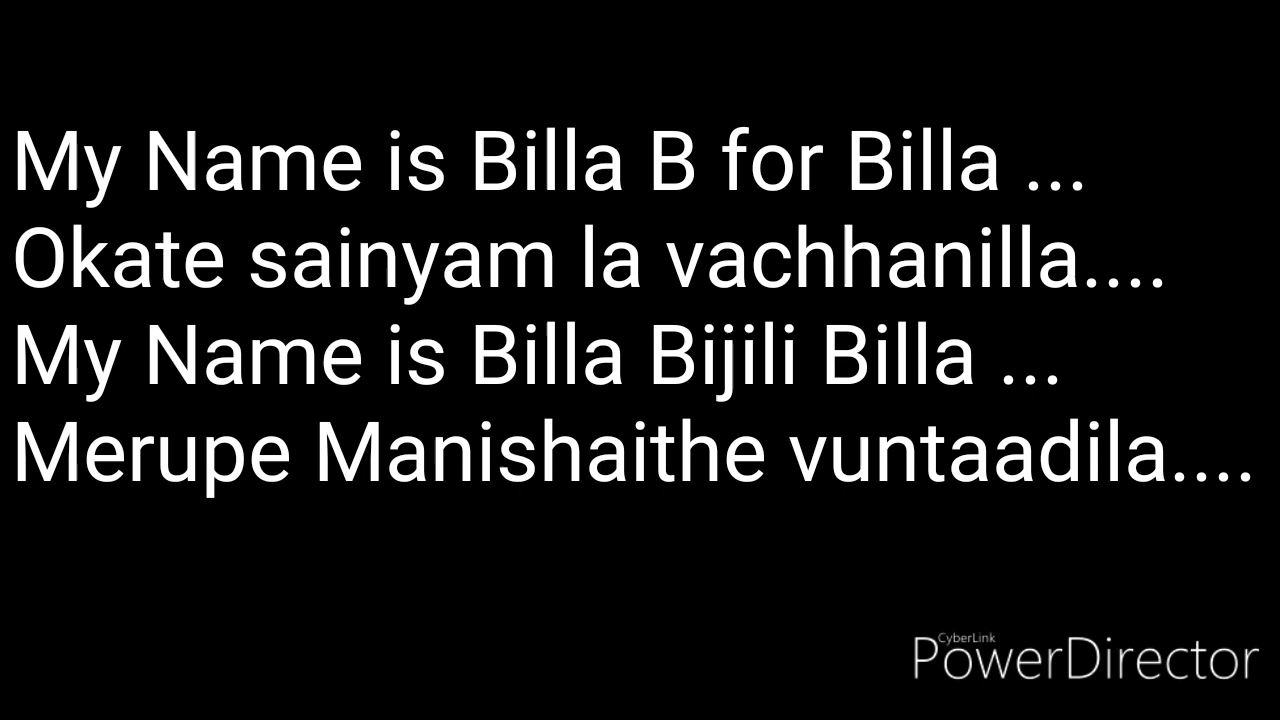 My Name is Billa B for Billa ...
Okate sainyam la vachhanilla....
My Name is Billa Bijili Billa ...
Merupe Manishaithe vuntaadila....
CyberLink
PowerDirector